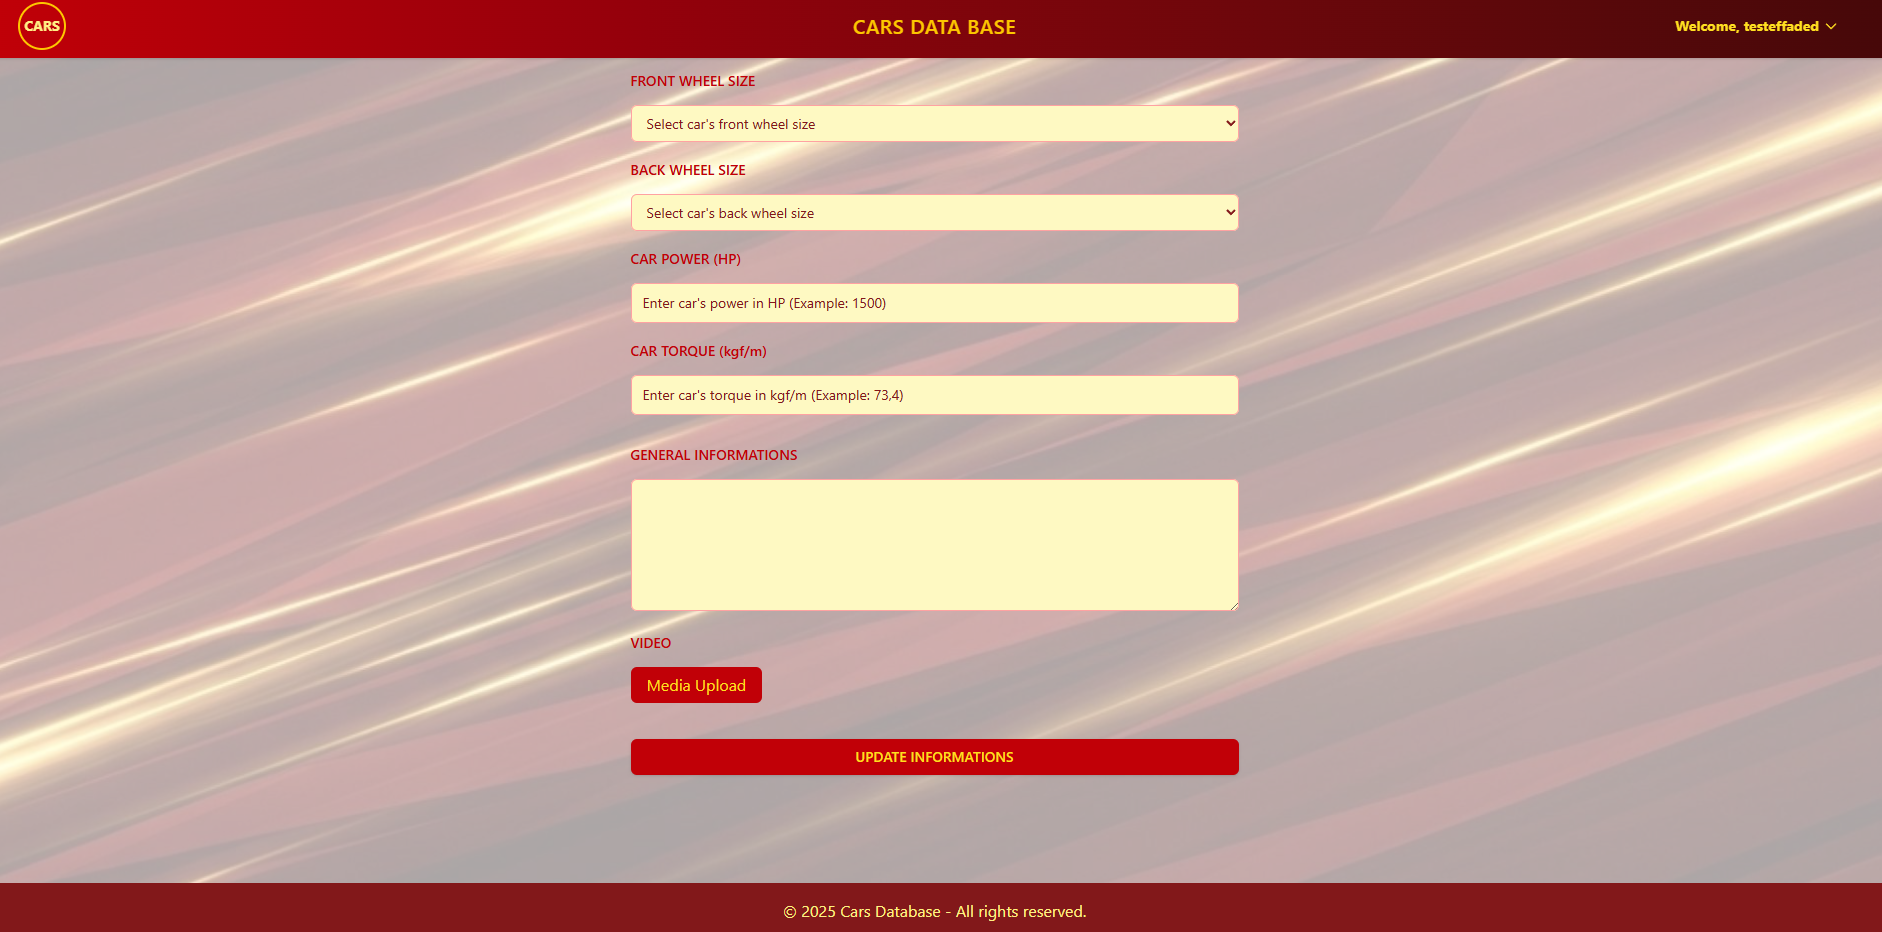 CARS
CARS DATA BASE
Welcome, testeffaded
FRONT WHEEL SIZE
Select car's front wheel size
BACK WHEEL SIZE
Select car's back wheel size
CAR POWER (HP)
Enter car's power in HP (Example: 1500)
CAR TORQUE (kgf/m)
Enter car's torque in kgf/m (Example: 73,4)
GENERAL INFORMATIONS
VIDEO
Media Upload
UPDATE INFORMATIONS
© 2025 Cars Database - All rights reserved.